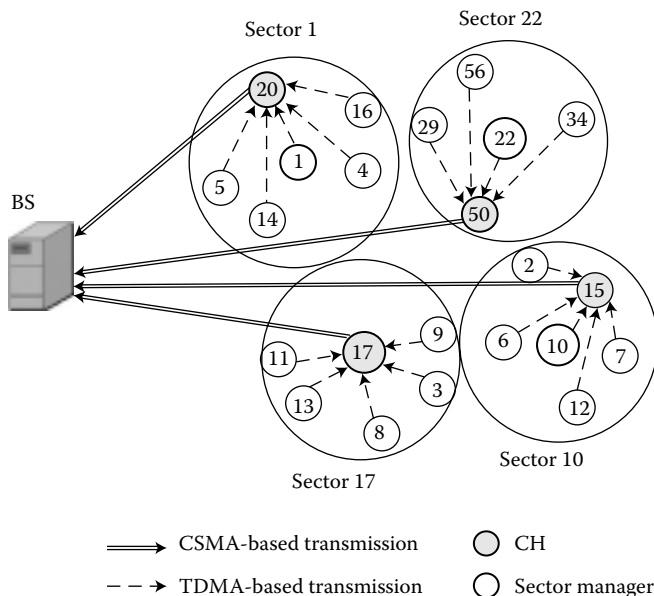 Sector 1
Sector 22
20
16
1
4
5
14
56
29
22
34
50
BS
2
15
6
10
7
12
17
9
11
13
3
8
Sector 17
Sector 10
CSMA-based transmission
CH
TDMA-based transmission
Sector manager